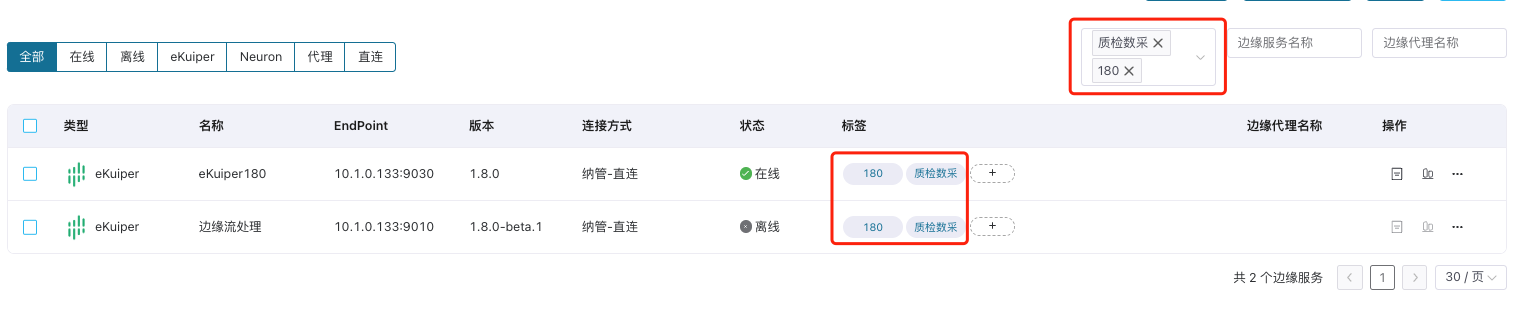 全部 在线 离线 eKuiper Neuron 代理 直连
质检数采
180
边缘服务名称 边缘代理名称
类型 名称 EndPoint 版本 连接方式 状态 标签 边缘代理名称 操作
eKuiper eKuiper180 10.1.0.133:9030 1.8.0 纳管-直连 在线 180 质检数采 +
eKuiper 边缘流处理 10.1.0.133:9010 1.8.0-beta.1 纳管-直连 离线 180 质检数采 +
共 2 个边缘服务 1 30 / 页